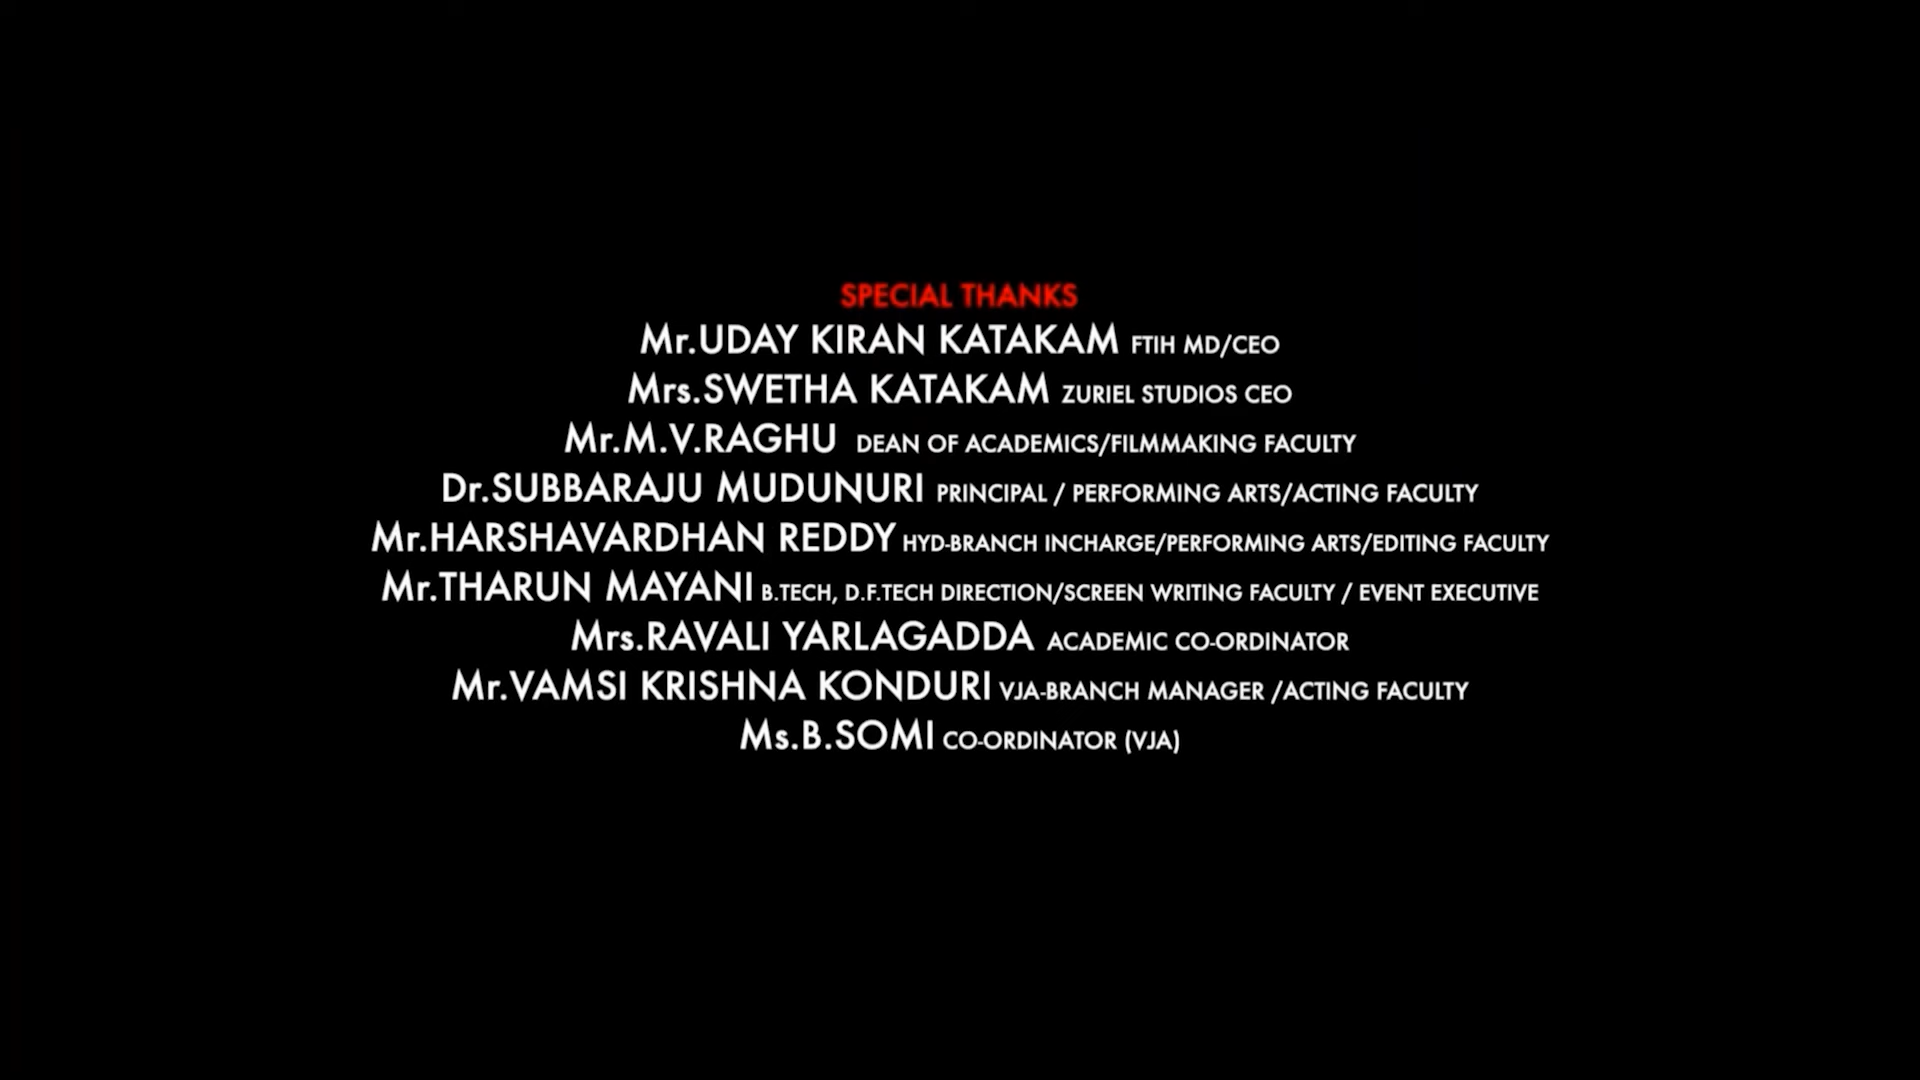 SPECIAL THANKS
Mr.UDAY KIRAN KATAKAM FTIH MD/CEO
Mrs.SWETHA KATAKAM ZURIEL STUDIOS CEO
Mr.M.V.RAGHU DEAN OF ACADEMICS/FILMMAKING FACULTY
Dr.SUBBARAJU MUDUNURI PRINCIPAL / PERFORMING ARTS/ACTING FACULTY
Mr.HARSHAVARDHAN REDDY HYD-BRANCH INCHARGE/PERFORMING ARTS/EDITING FACULTY
Mr.THARUN MAYANI B.TECH, D.F.TECH DIRECTION/SCREEN WRITING FACULTY / EVENT EXECUTIVE
Mrs.RAVALI YARLAGADDA ACADEMIC CO-ORDINATOR
Mr.VAMSI KRISHNA KONDURI VJA-BRANCH MANAGER /ACTING FACULTY
Ms.B.SOMI CO-ORDINATOR (VJA)